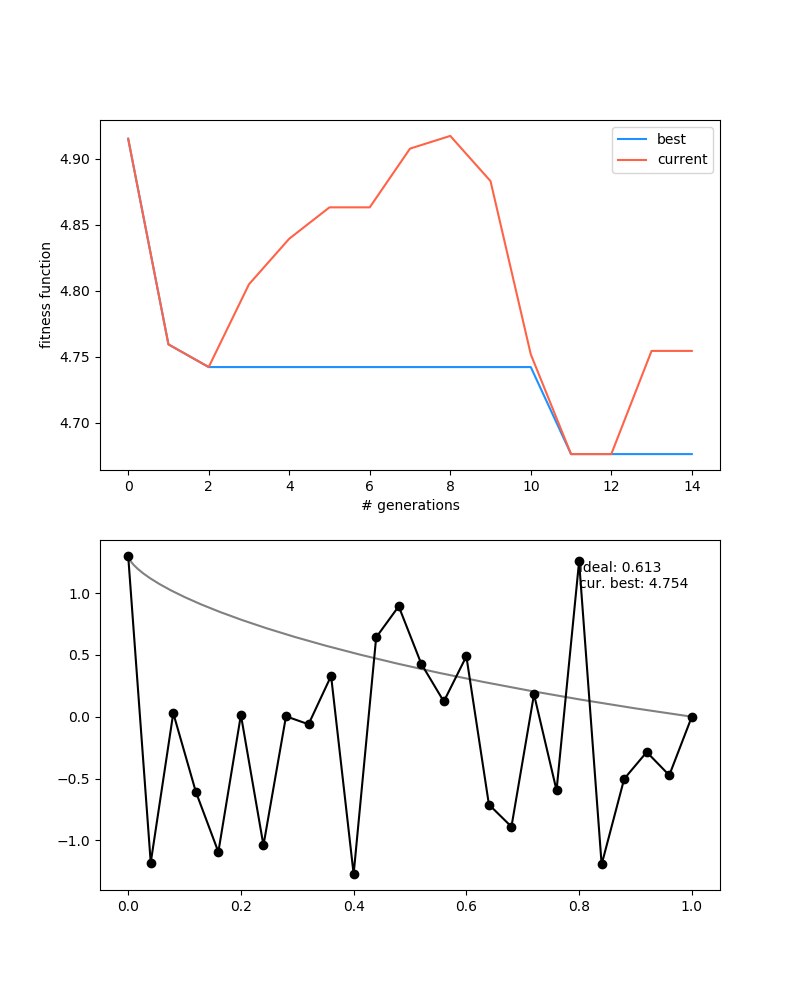 best
current
4.90
4.85
4.80
4.75
4.70
fitness function
0 2 4 6 8 10 12 14
# generations
ideal: 0.613
cur. best: 4.754
1.0
0.5
0.0
−0.5
−1.0
0.0 0.2 0.4 0.6 0.8 1.0